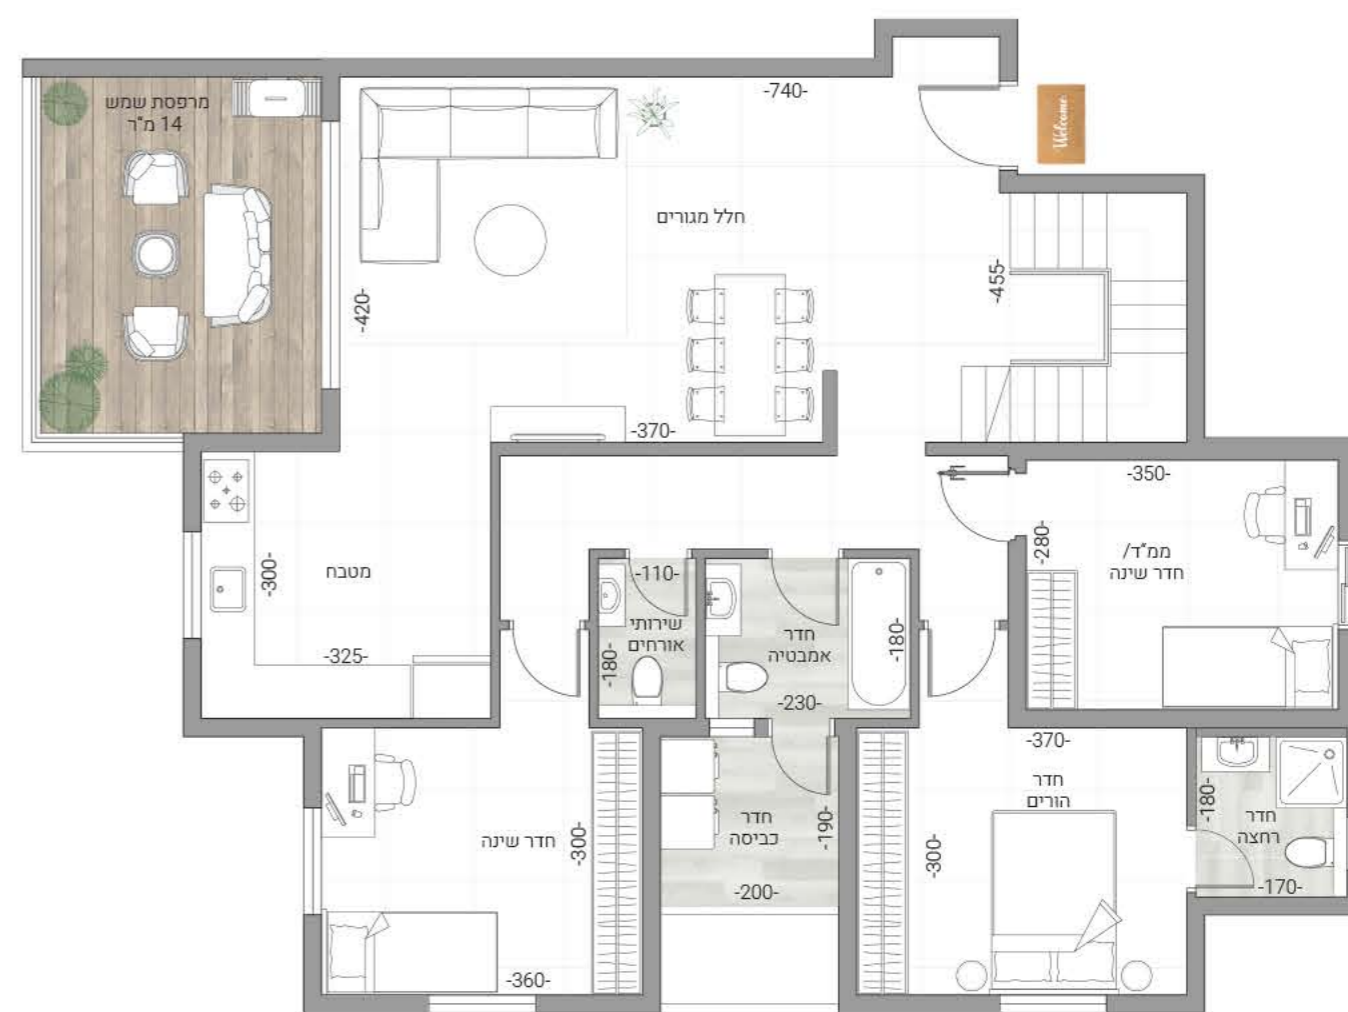 -740-
מרפסת שמש
14 מ"ר
Welcome
חלל מגורים
-420-
-455-
-370-
-350-
-300-
מטבח
-280-
ממ"ד/
חדר שינה
-110-
שירותי
אורחים
-180-
חדר
אמבטיה
-180-
-230-
-325-
-370-
חדר
הורים
-180-
חדר
רחצה
-170-
חדר שינה
-300-
חדר
כביסה
-190-
-200-
-300-
-360-